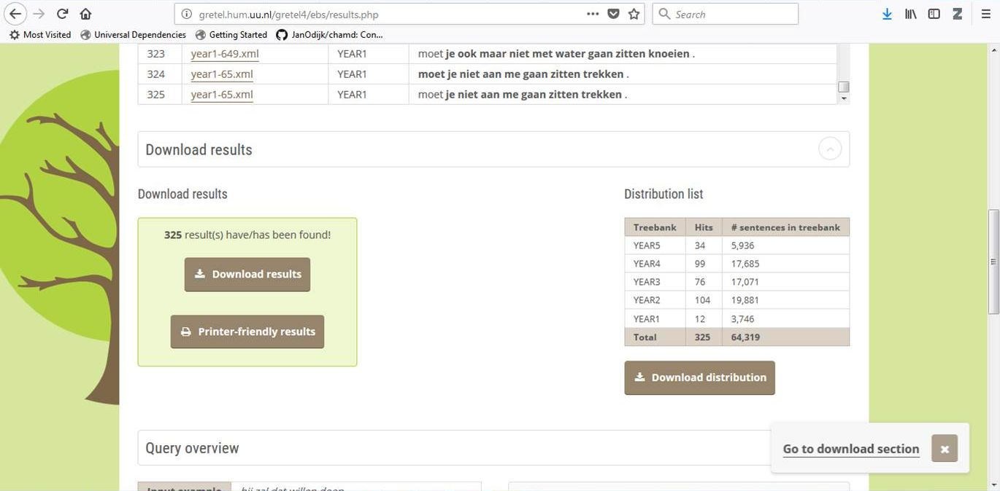 gretel.hum.uu.nl/gretel4/ebs/results.php
Search
Most Visited Universal Dependencies Getting Started JanOdijk/chamd: Con...
323 year1-649.xml YEAR1 moet je ook maar niet met water gaan zitten knoeien .
324 year1-65.xml YEAR1 moet je niet aan me gaan zitten trekken .
325 year1-65.xml YEAR1 moet je niet aan me gaan zitten trekken .
Download results
Download results
325 result(s) have/has been found!
Download results
Printer-friendly results
Distribution list
Treebank Hits # sentences in treebank
YEAR5 34 5,936
YEAR4 99 17,685
YEAR3 76 17,071
YEAR2 104 19,881
YEAR1 12 3,746
Total 325 64,319
Download distribution
Query overview
Go to download section
Input example hij zal dat willen doen